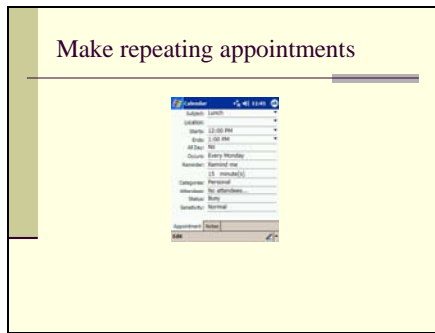 Make repeating appointments
Calendar 11:45
Subject: Lunch
Location:
Starts: 12:00 PM
Ends: 1:00 PM
All Day: No
Occurs: Every Monday
Reminder: Remind me
15 minute(s)
Categories: Personal
Attendees: No attendees...
Status: Busy
Sensitivity: Normal
Appointment Notes
Edit